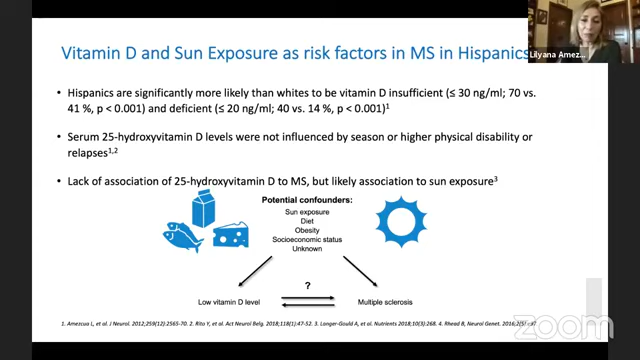 Lilyana Amez...
Vitamin D and Sun Exposure as risk factors in MS in Hispanics
• Hispanics are significantly more likely than whites to be vitamin D insufficient (≤ 30 ng/ml; 70 vs.
41 %, p < 0.001) and deficient (≤ 20 ng/ml; 40 vs. 14 %, p < 0.001)¹
• Serum 25-hydroxyvitamin D levels were not influenced by season or higher physical disability or
relapses¹,²
• Lack of association of 25-hydroxyvitamin D to MS, but likely association to sun exposure³
Potential confounders:
Sun exposure
Diet
Obesity
Socioeconomic status
Unknown
?
Low vitamin D level
Multiple sclerosis
1. Amezcua L, et al. J Neurol. 2012;259(12):2565-70. 2. Rito Y, et al. Act Neurol Belg. 2018;118(1):47-52. 3. Langer-Gould A, et al. Nutrients 2018;10(3):268. 4. Rhead B, Neurol Genet. 2016;2(5):
zoom